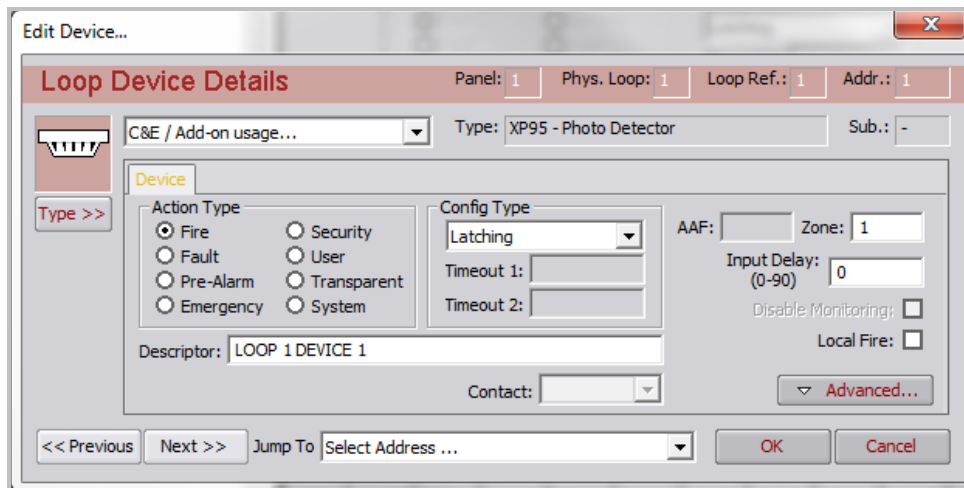 Edit Device...
Loop Device Details Panel: 1 Phys. Loop: 1 Loop Ref.: 1 Addr.: 1
C&E / Add-on usage... Type: XP95 - Photo Detector Sub.: -
Type >>
Device
Action Type
Fire Security
Fault User
Pre-Alarm Transparent
Emergency System
Config Type
Latching
Timeout 1:
Timeout 2:
AAF: Zone: 1
Input Delay: 0
(0-90)
Disable Monitoring:
Local Fire:
Descriptor: LOOP 1 DEVICE 1
Contact:
Advanced...
<< Previous Next >> Jump To Select Address ... OK Cancel